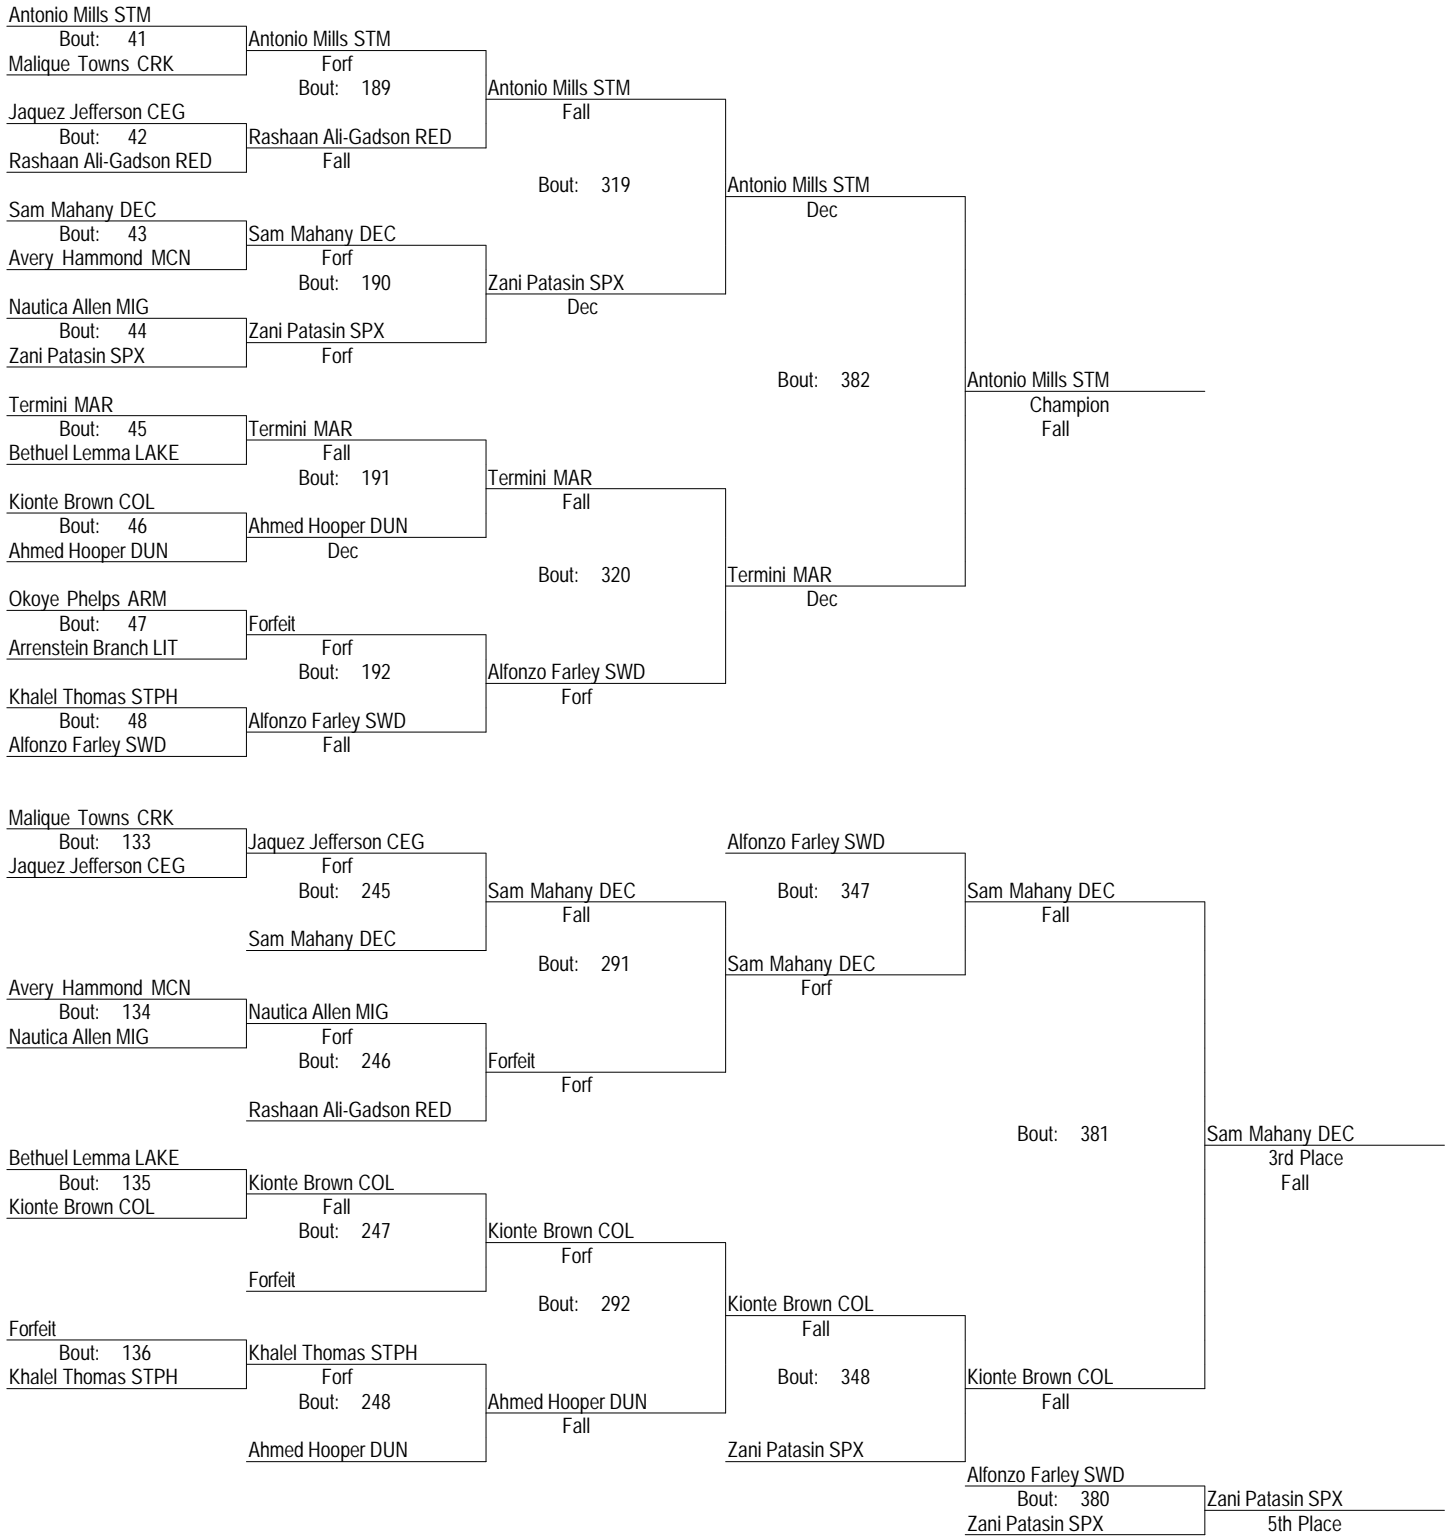 Antonio Mills STM
Bout: 41
Antonio Mills STM
Malique Towns CRK
Forf
Bout: 189
Antonio Mills STM
Jaquez Jefferson CEG
Fall
Bout: 42
Rashaan Ali-Gadson RED
Rashaan Ali-Gadson RED
Fall
Bout: 319
Antonio Mills STM
Sam Mahany DEC
Dec
Bout: 43
Sam Mahany DEC
Avery Hammond MCN
Forf
Bout: 190
Zani Patasin SPX
Nautica Allen MIG
Dec
Bout: 44
Zani Patasin SPX
Zani Patasin SPX
Forf
Bout: 382
Antonio Mills STM
Termini MAR
Champion
Bout: 45
Termini MAR
Fall
Bethuel Lemma LAKE
Fall
Bout: 191
Termini MAR
Kionte Brown COL
Fall
Bout: 46
Ahmed Hooper DUN
Ahmed Hooper DUN
Dec
Bout: 320
Termini MAR
Okoye Phelps ARM
Dec
Bout: 47
Forfeit
Arrenstein Branch LIT
Forf
Bout: 192
Alfonzo Farley SWD
Khalel Thomas STPH
Forf
Bout: 48
Alfonzo Farley SWD
Alfonzo Farley SWD
Fall
Malique Towns CRK
Bout: 133
Jaquez Jefferson CEG
Alfonzo Farley SWD
Jaquez Jefferson CEG
Forf
Bout: 245
Sam Mahany DEC
Bout: 347
Sam Mahany DEC
Fall
Fall
Sam Mahany DEC
Bout: 291
Sam Mahany DEC
Avery Hammond MCN
Forf
Bout: 134
Nautica Allen MIG
Nautica Allen MIG
Forf
Bout: 246
Forfeit
Forf
Rashaan Ali-Gadson RED
Bout: 381
Sam Mahany DEC
Bethuel Lemma LAKE
3rd Place
Bout: 135
Kionte Brown COL
Fall
Kionte Brown COL
Fall
Bout: 247
Kionte Brown COL
Forf
Forfeit
Bout: 292
Kionte Brown COL
Forfeit
Fall
Bout: 136
Khalel Thomas STPH
Khalel Thomas STPH
Forf
Bout: 348
Kionte Brown COL
Bout: 248
Ahmed Hooper DUN
Fall
Fall
Ahmed Hooper DUN
Zani Patasin SPX
Alfonzo Farley SWD
Bout: 380
Zani Patasin SPX
Zani Patasin SPX
5th Place